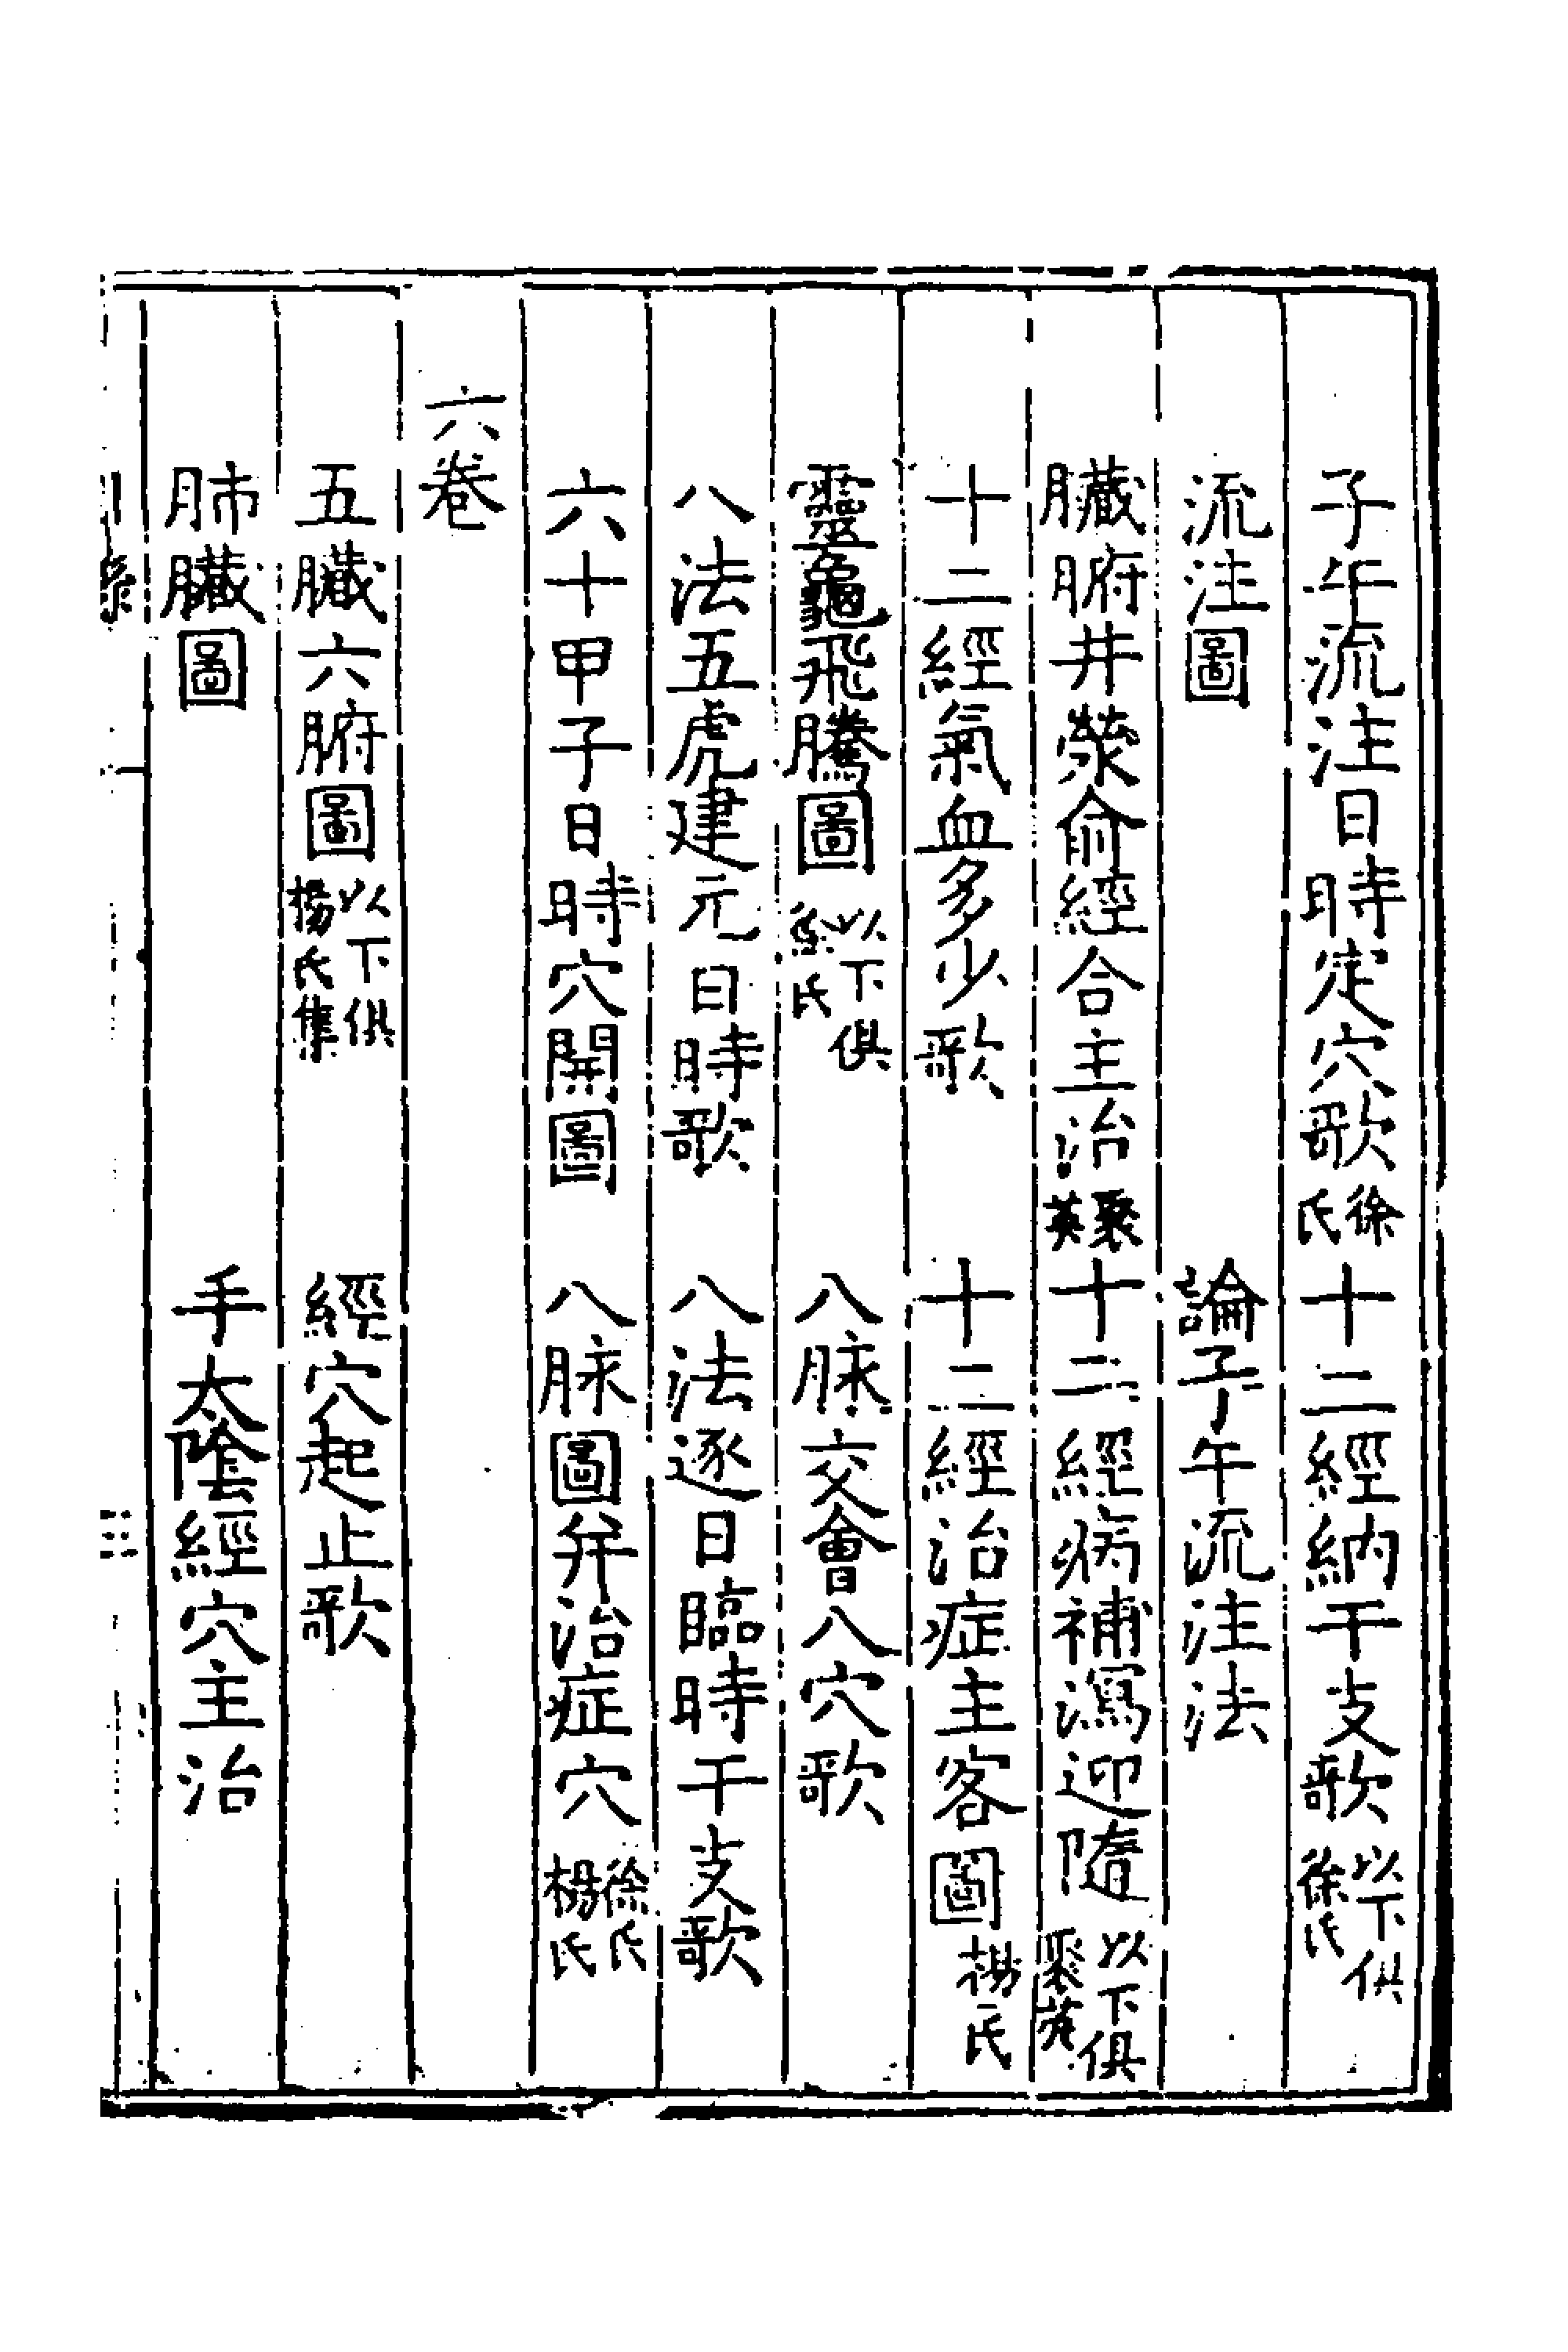 子午流注日時定穴歌徐氏　十二經納干支歌以下俱徐氏
流注圖　論子午流注法
臟腑井滎俞經合主治聚英　十二經病補瀉迎隨以下俱聚英
十二經氣血多少歌　十二經治症主客圖楊氏
靈龜飛騰圖以下俱徐氏　八脉交會八穴歌
八法五虎建元日時歌　八法逐日臨時干支歌
六十甲子日時穴開圖　八脉圖并治症穴徐氏楊氏
六卷
五臟六腑圖以下俱楊氏集　經穴起止歌
肺臟圖　手太陰經穴主治